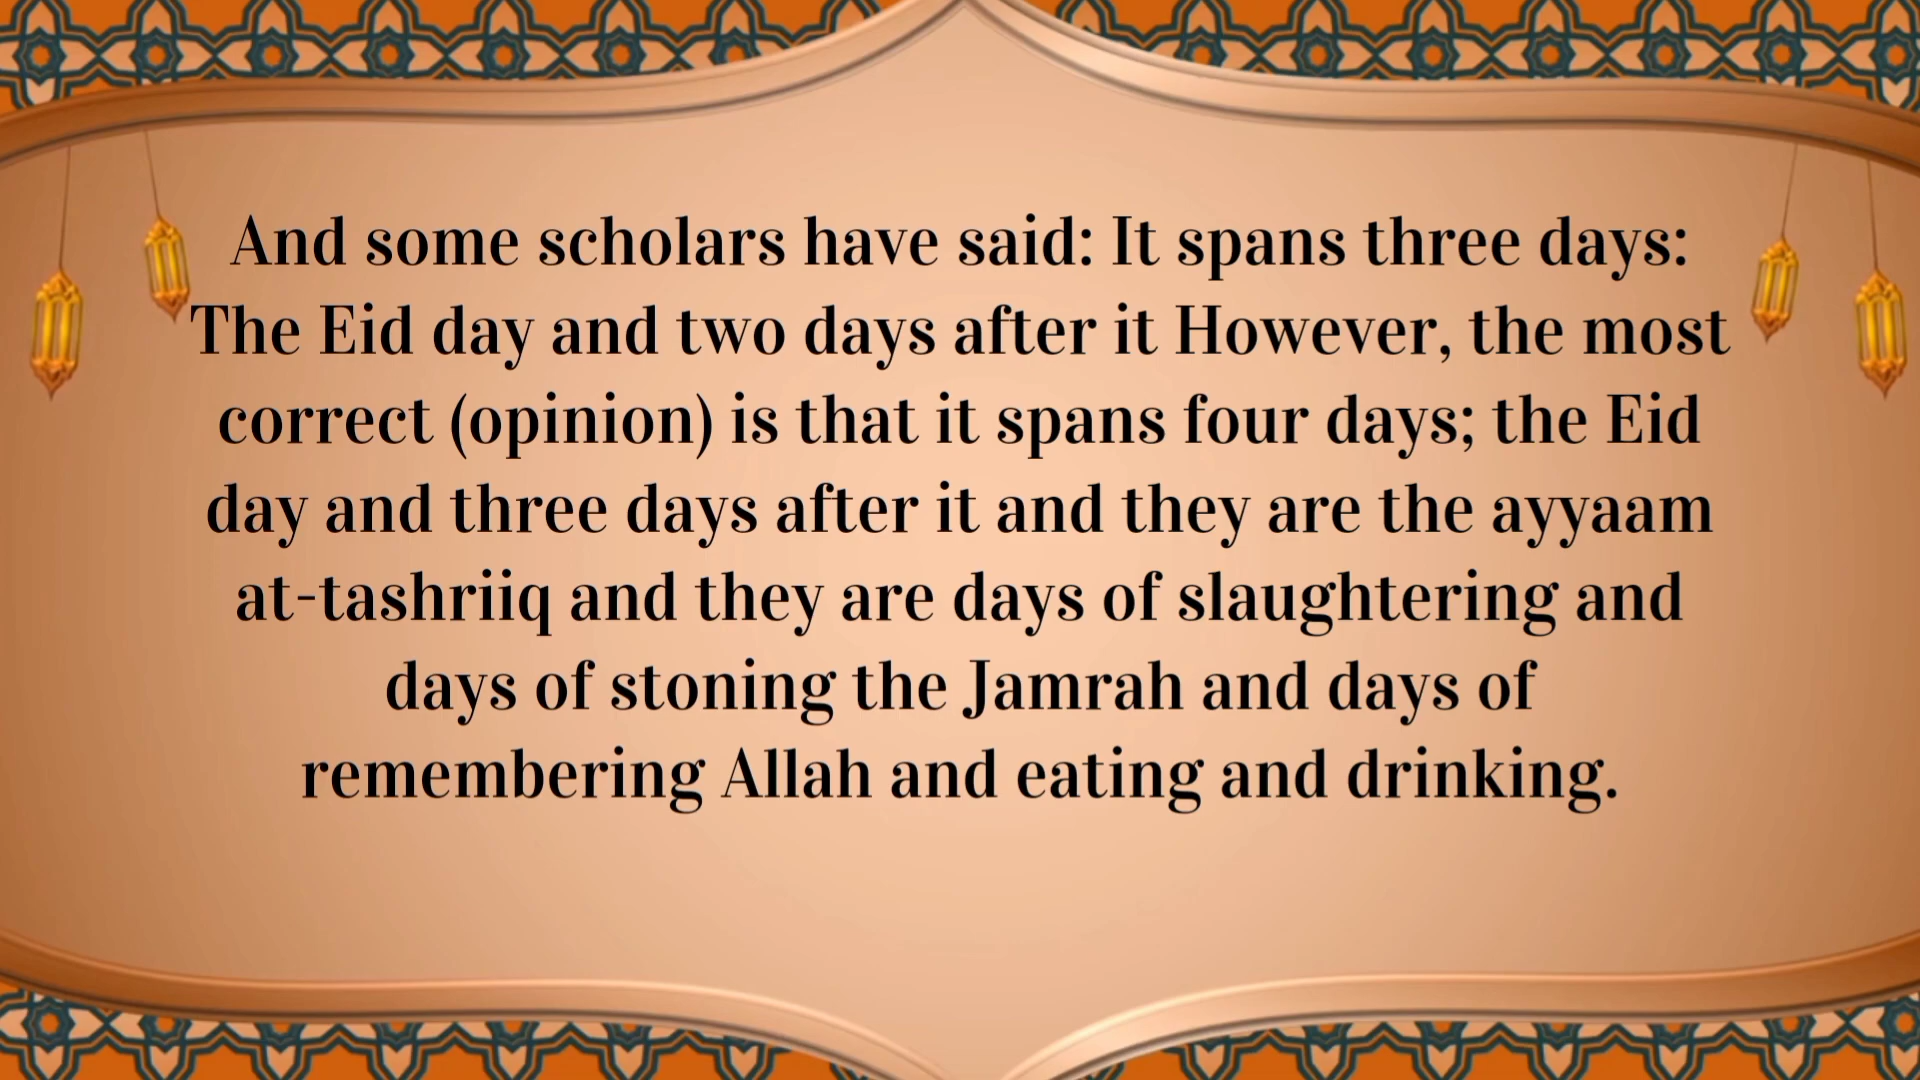 And some scholars have said: It spans three days:
The Eid day and two days after it However, the most
correct (opinion) is that it spans four days; the Eid
day and three days after it and they are the ayyaam
at-tashriiq and they are days of slaughtering and
days of stoning the Jamrah and days of
remembering Allah and eating and drinking.